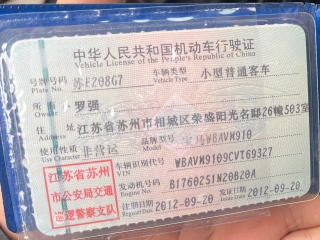 中华人民共和国机动车行驶证
Vehicle License of the People's Republic of China
号牌号码 Plate No. 苏E208G7 车辆类型 Vehicle Type 小型普通客车
所有人 Owner 罗强
住址 Address 江苏省苏州市相城区荣盛阳光名邸26幢503室
使用性质 Use Character 非营运 品牌型号 Model 宝马WBAVM910
江苏省苏州市公安局交通巡逻警察支队
车辆识别代号 VIN WBAVM9109CVT69327
发动机号码 Engine No. B17602S1N20B20A
注册日期 Register Date 2012-09-20 发证日期 Issue Date 2012-09-20